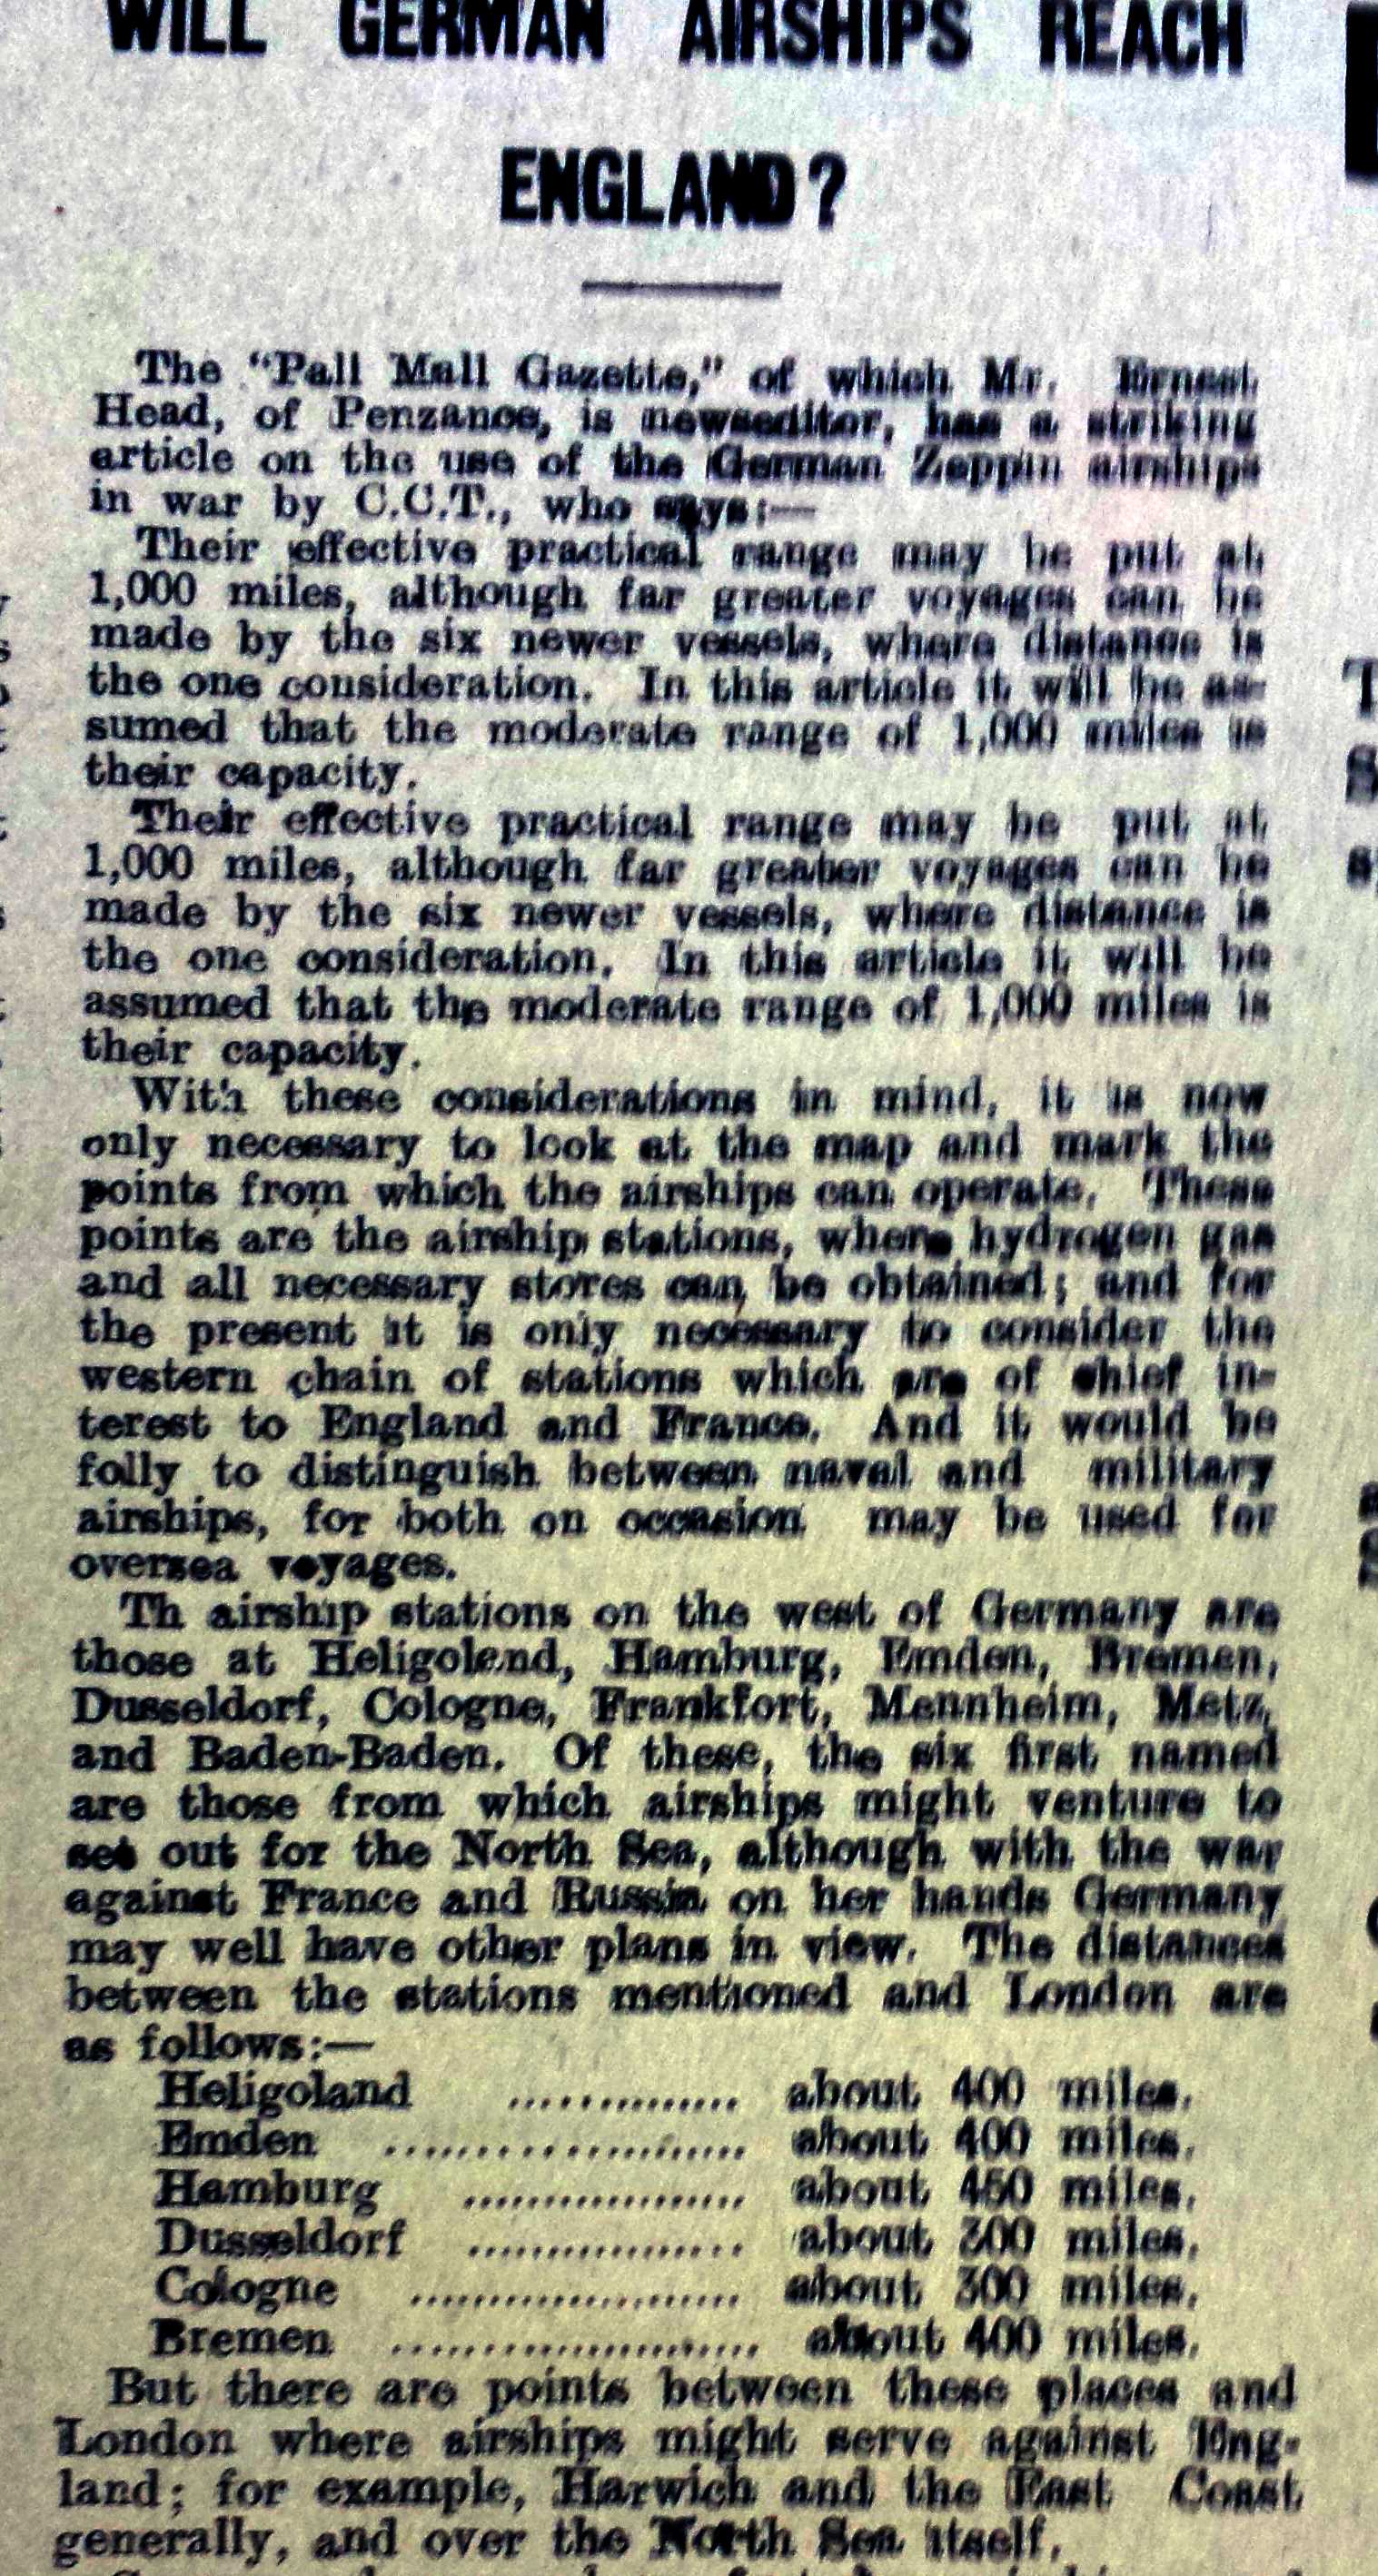 WILL GERMAN AIRSHIPS REACH
ENGLAND?
The "Pall Mall Gazette," of which Mr. Ernest
Head, of Penzance, is newseditor, has a striking
article on the use of the German Zeppin airships
in war by C.C.T., who says:—
Their effective practical range may be put at
1,000 miles, although far greater voyages can be
made by the six newer vessels, where distance is
the one consideration. In this article it will be as-
sumed that the moderate range of 1,000 miles is
their capacity.
Their effective practical range may be put at
1,000 miles, although far greater voyages can be
made by the six newer vessels, where distance is
the one consideration. In this article it will be
assumed that the moderate range of 1,000 miles is
their capacity.
With these considerations in mind, it is now
only necessary to look at the map and mark the
points from which the airships can operate. These
points are the airship stations, where hydrogen gas
and all necessary stores can be obtained; and for
the present it is only necessary to consider the
western chain of stations which are of chief in-
terest to England and France. And it would be
folly to distinguish between naval and military
airships, for both on occasion may be used for
oversea voyages.
Th airship stations on the west of Germany are
those at Heligoland, Hamburg, Emden, Bremen,
Dusseldorf, Cologne, Frankfort, Mennheim, Metz,
and Baden-Baden. Of these, the six first named
are those from which airships might venture to
set out for the North Sea, although with the war
against France and Russia on her hands Germany
may well have other plans in view. The distances
between the stations mentioned and London are
as follows:—
Heligoland .............. about 400 miles.
Emden ...................... about 400 miles.
Hamburg .................. about 450 miles.
Dusseldorf ................. about 300 miles.
Cologne ..................... about 300 miles.
Bremen ....................... about 400 miles.
But there are points between these places and
London where airships might serve against Eng-
land; for example, Harwich and the East Coast
generally, and over the North Sea itself.